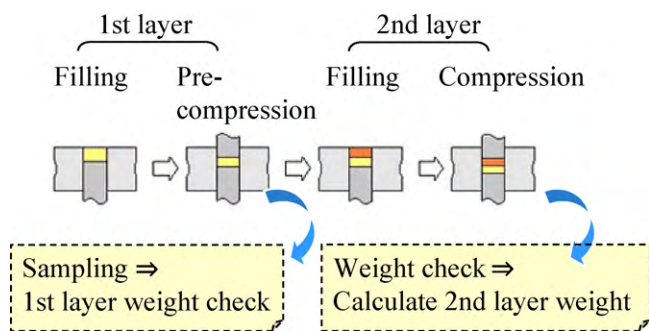 1st layer
2nd layer
Filling
Pre-
compression
Filling
Compression
Sampling ⇒
1st layer weight check
Weight check ⇒
Calculate 2nd layer weight